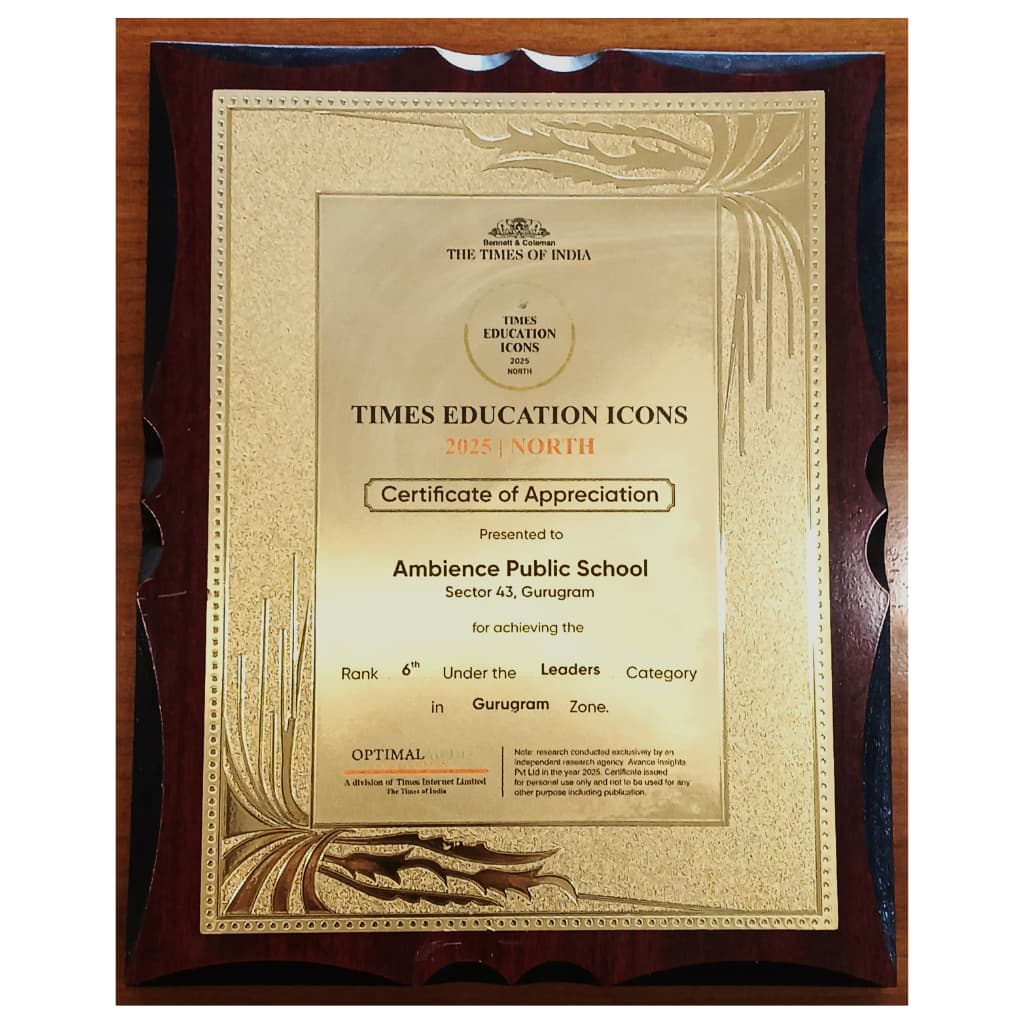 Bennett & Coleman
THE TIMES OF INDIA
TIMES
EDUCATION
ICONS
2025
NORTH
TIMES EDUCATION ICONS
2025 | NORTH
Certificate of Appreciation
Presented to
Ambience Public School
Sector 43, Gurugram
for achieving the
Rank 6th Under the Leaders Category
in Gurugram Zone.
OPTIMAL
A division of Times Internet Limited
The Times of India
Note: research conducted exclusively by an
independent research agency Avance Insights
Pvt Ltd in the year 2025. Certificate issued
for personal use only and not to be used for any
other purpose including publication.